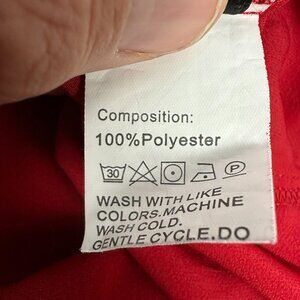 Composition:
100%Polyester
30 P
WASH WITH LIKE
COLORS.MACHINE
WASH COLD.
GENTLE CYCLE.DO